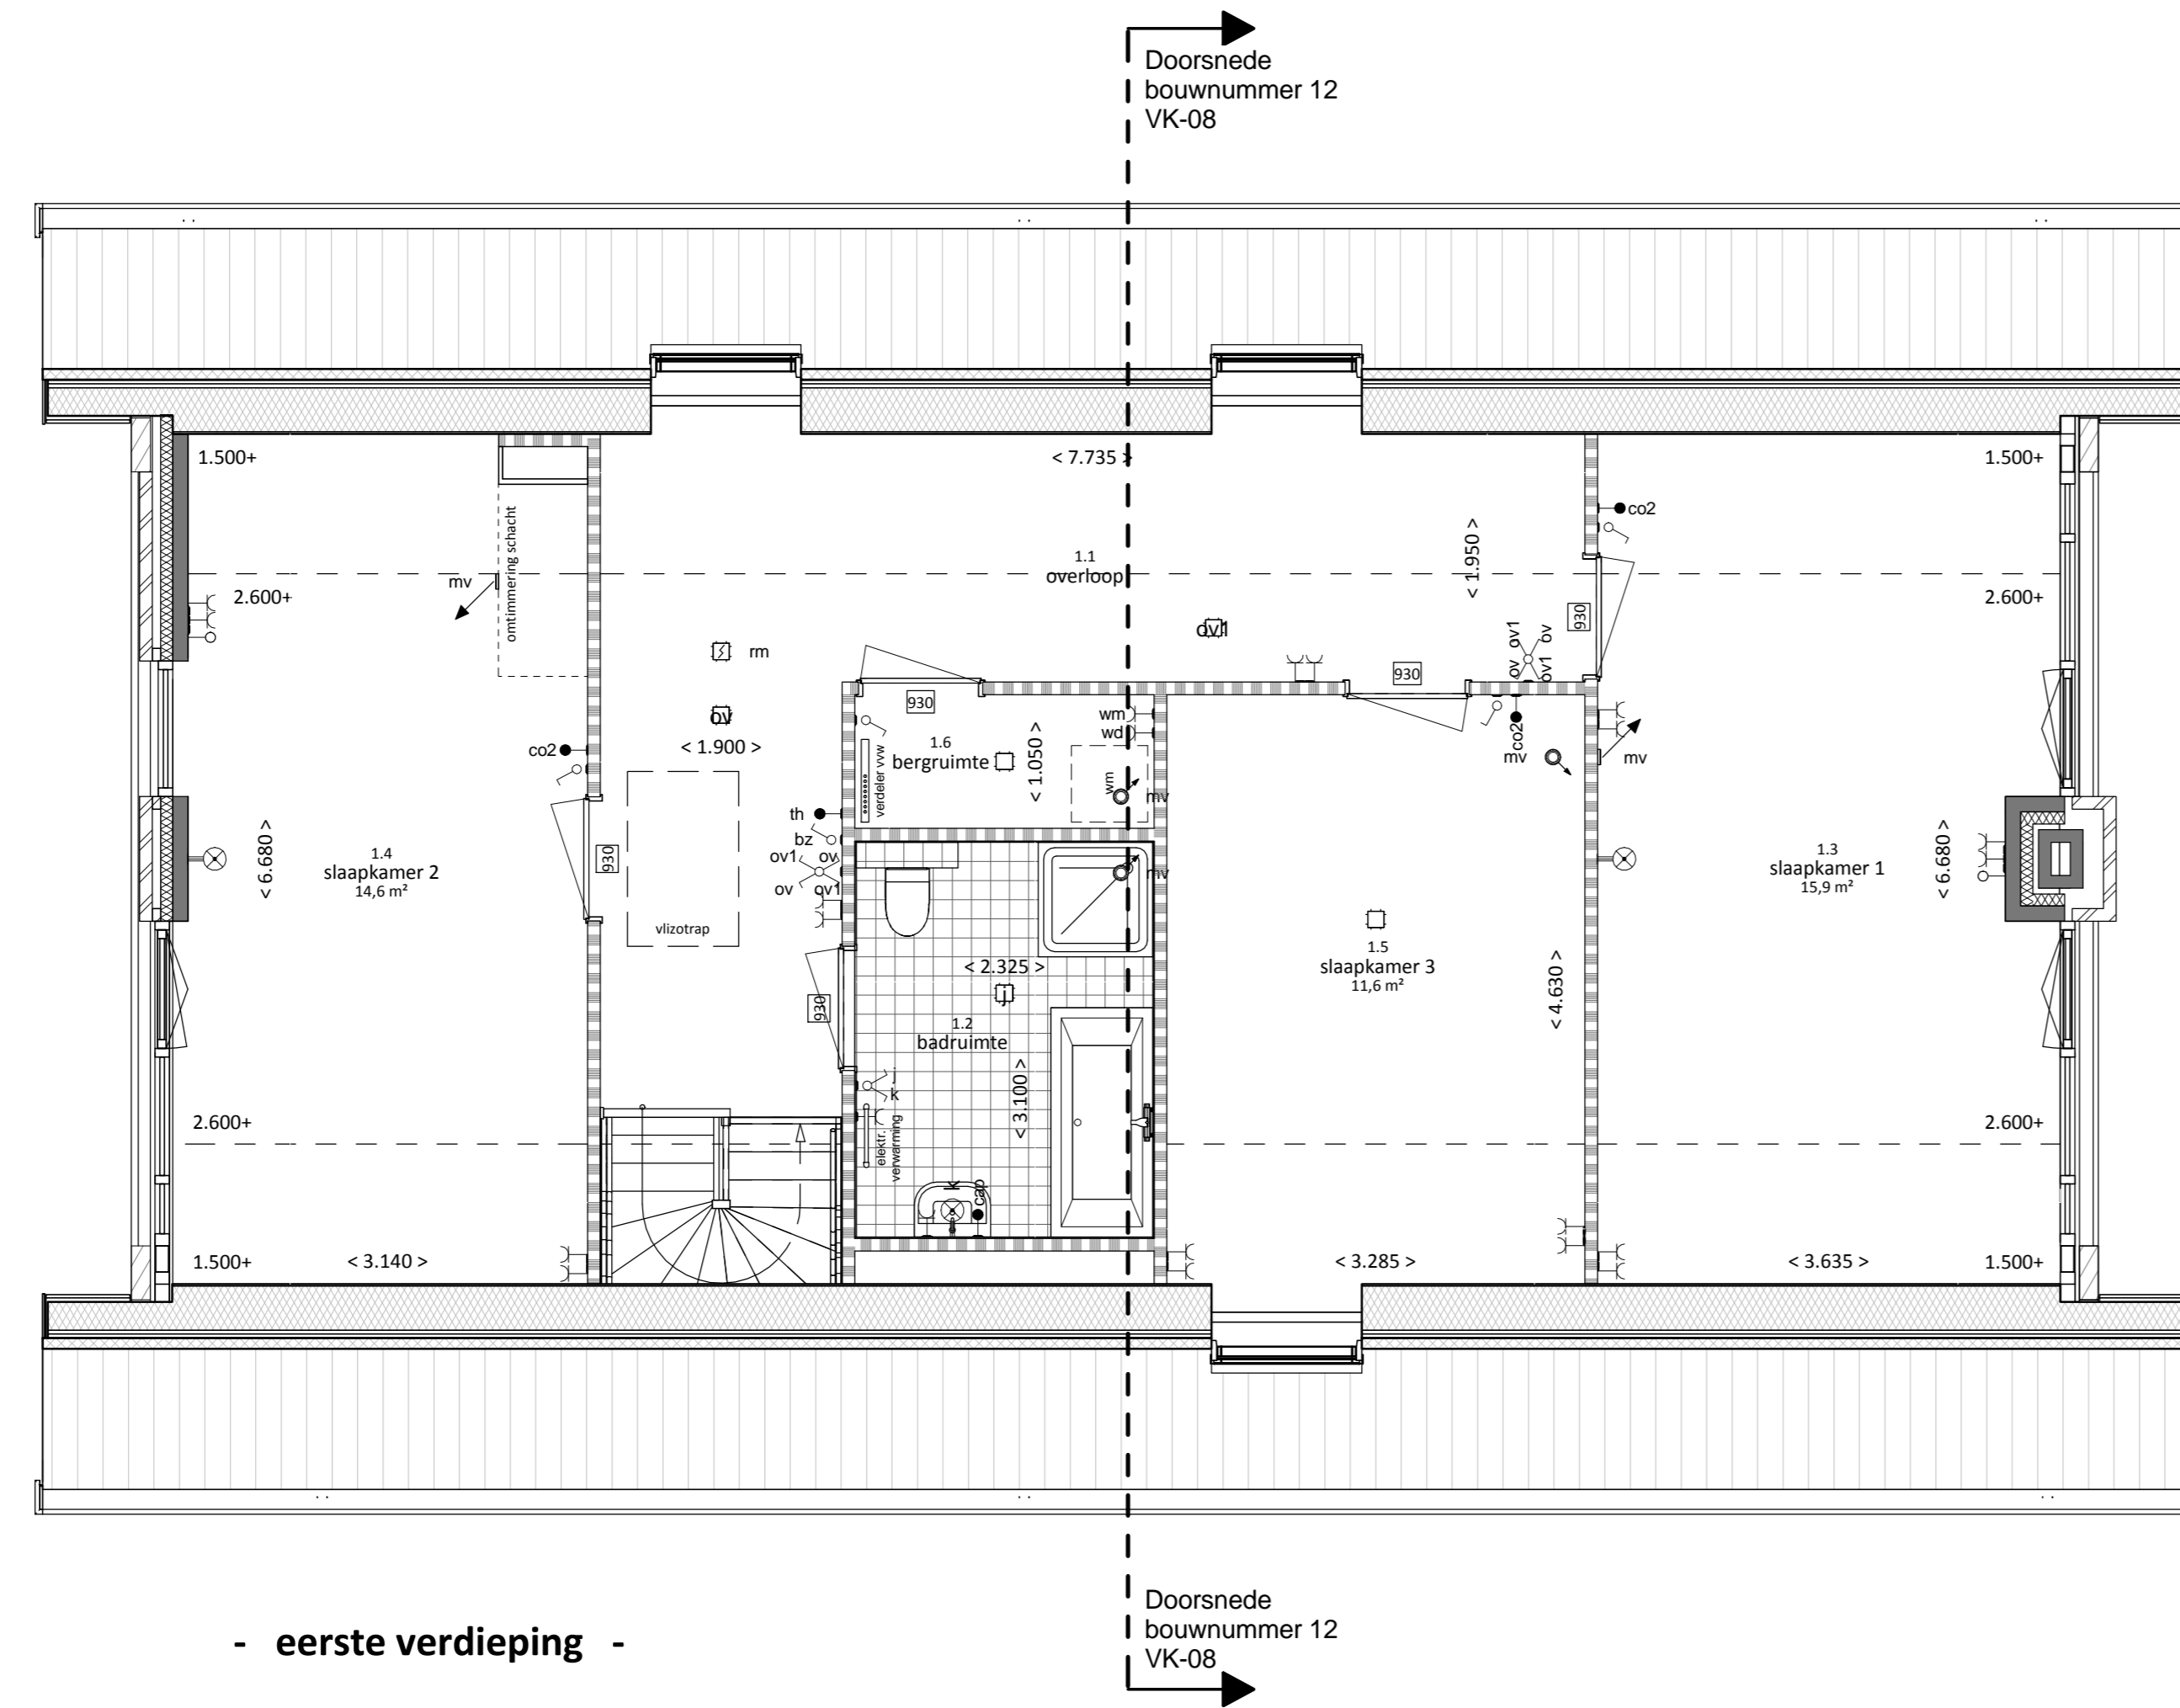 Doorsnede
bouwnummer 12
VK-08
1.500+
< 7.735 >
1.500+
co2
omtimmering schacht
< 1.950 >
1.1
overloop
mv
2.600+
2.600+
930
ov1
ov1
ov
ov
ov1
rm
930
930
ov
wm
wd
co2
< 1.900 >
co2
1.6
bergruimte
< 1.050 >
verdeler vvw
wm
mv
mv
mv
th
bz
ov1
ov
ov
ov1
930
< 6.680 >
1.4
slaapkamer 2
14,6 m²
mv
1.3
slaapkamer 1
15,9 m²
< 6.680 >
vlizotrap
1.5
slaapkamer 3
11,6 m²
< 2.325 >
j
930
< 4.630 >
1.2
badruimte
j
k
< 3.100 >
elektr.
verwarming
2.600+
2.600+
k
cap
1.500+
< 3.140 >
< 3.285 >
< 3.635 >
1.500+
Doorsnede
bouwnummer 12
VK-08
- eerste verdieping -